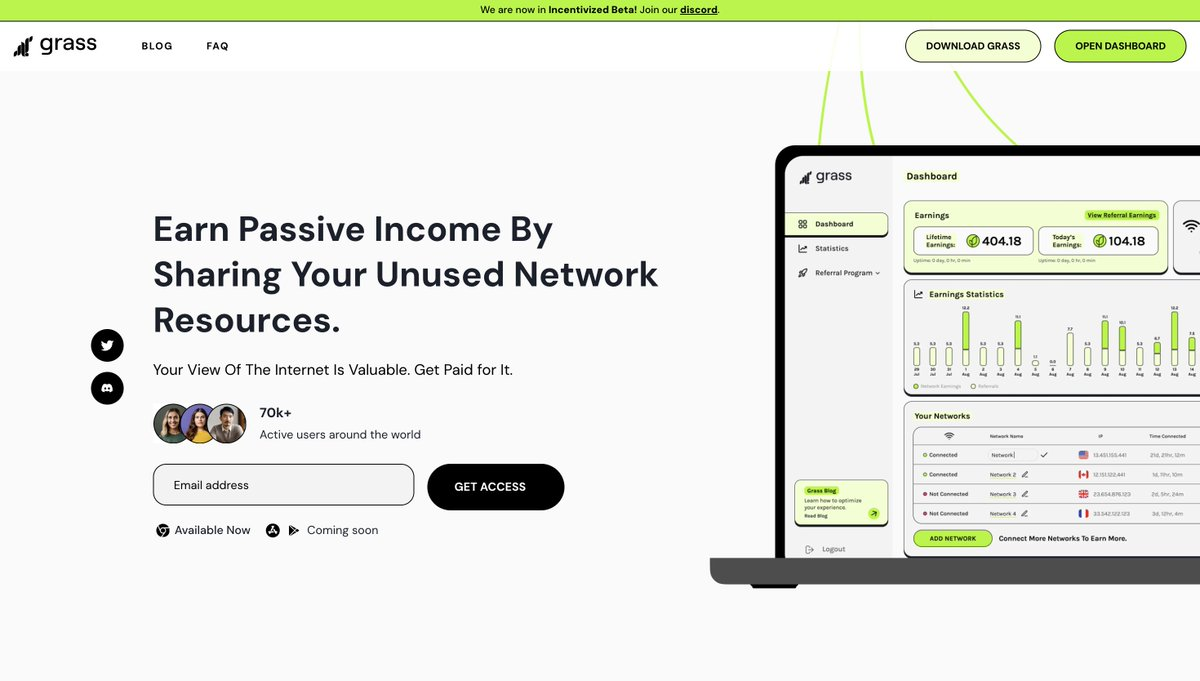 We are now in Incentivized Beta! Join our discord.
grass
BLOG
FAQ
DOWNLOAD GRASS
OPEN DASHBOARD
Earn Passive Income By
Sharing Your Unused Network
Resources.
Your View Of The Internet Is Valuable. Get Paid for It.
70k+
Active users around the world
Email address
GET ACCESS
Available Now
Coming soon
grass
Dashboard
Statistics
Referral Program
Grass Blog
Learn how to optimize
your experience.
Read Blog
Logout
Dashboard
Earnings
View Referral Earnings
Lifetime
Earnings:
404.18
Today's
Earnings:
104.18
Uptime: 0 day, 0 hr, 0 min
Uptime: 0 day, 0 hr, 0 min
Earnings Statistics
5.3 5.3 5.3 12.2 5.3 5.3 11.1 1.1 0.0 7.7 5.3 11.1 10.1 5.3 6.7 12.2 7.5
29 30 31 1 2 3 4 5 6 7 8 9 10 11 12 13 14
Jul Jul Jul Aug Aug Aug Aug Aug Aug Aug Aug Aug Aug Aug Aug Aug Aug
Network Earnings
Referrals
Your Networks
Network Name IP Time Connected
Connected Network 13.451.155.441 21d, 21hr, 12m
Connected Network 2 12.151.122.441 1d, 11hr, 10m
Not Connected Network 3 23.654.876.123 2d, 5hr, 24m
Not Connected Network 4 33.342.122.123 3d, 12hr, 4m
ADD NETWORK
Connect More Networks To Earn More.